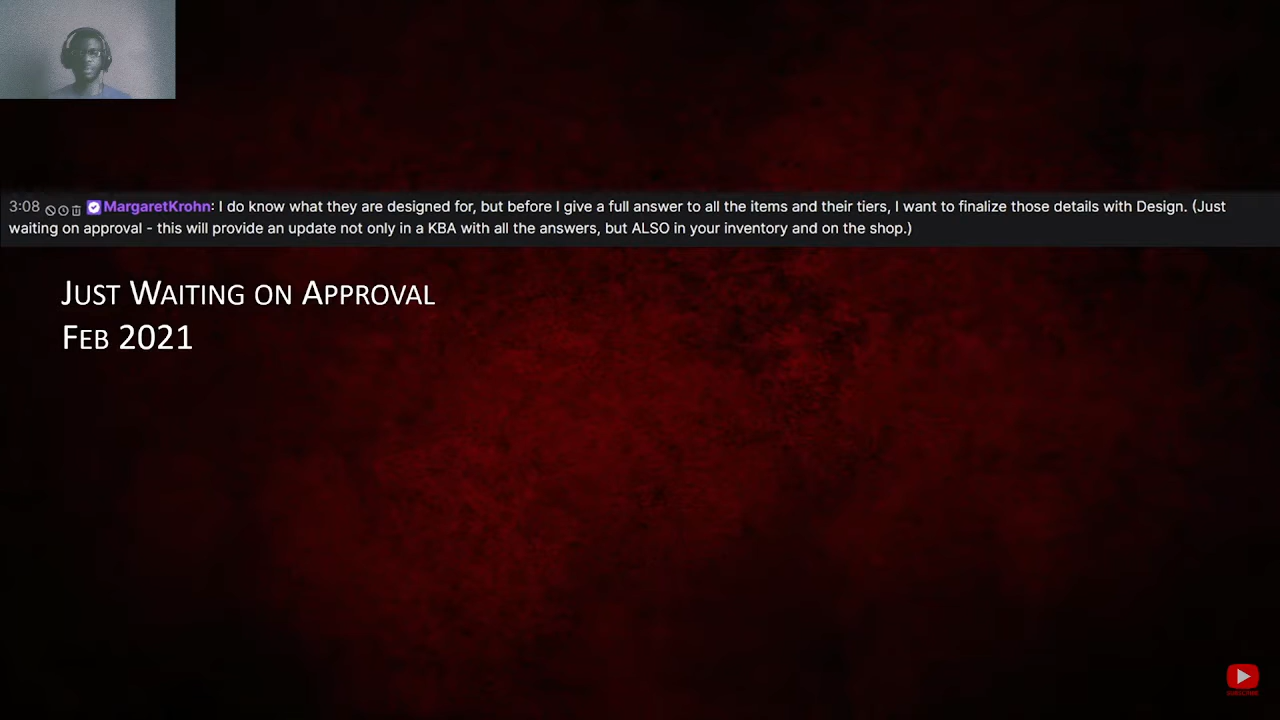 3:08 MargaretKrohn: I do know what they are designed for, but before I give a full answer to all the items and their tiers, I want to finalize those details with Design. (Just
waiting on approval - this will provide an update not only in a KBA with all the answers, but ALSO in your inventory and on the shop.)
JUST WAITING ON APPROVAL
FEB 2021
SUBSCRIBE